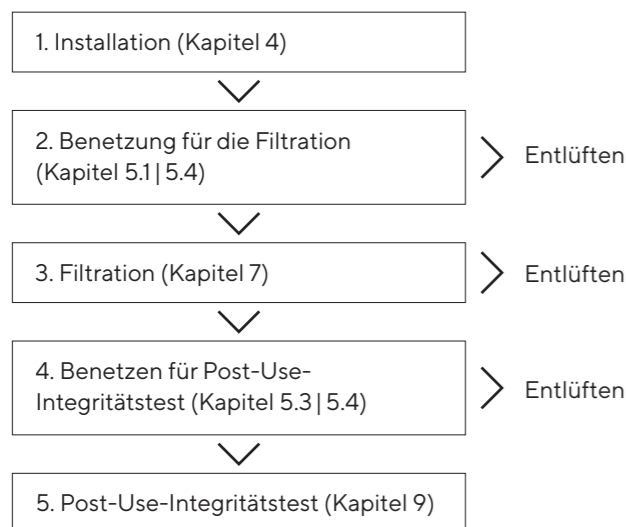 1. Installation (Kapitel 4)
2. Benetzung für die Filtration
(Kapitel 5.1 | 5.4)
Entlüften
3. Filtration (Kapitel 7)
Entlüften
4. Benetzen für Post-Use-
Integritätstest (Kapitel 5.3 | 5.4)
Entlüften
5. Post-Use-Integritätstest (Kapitel 9)